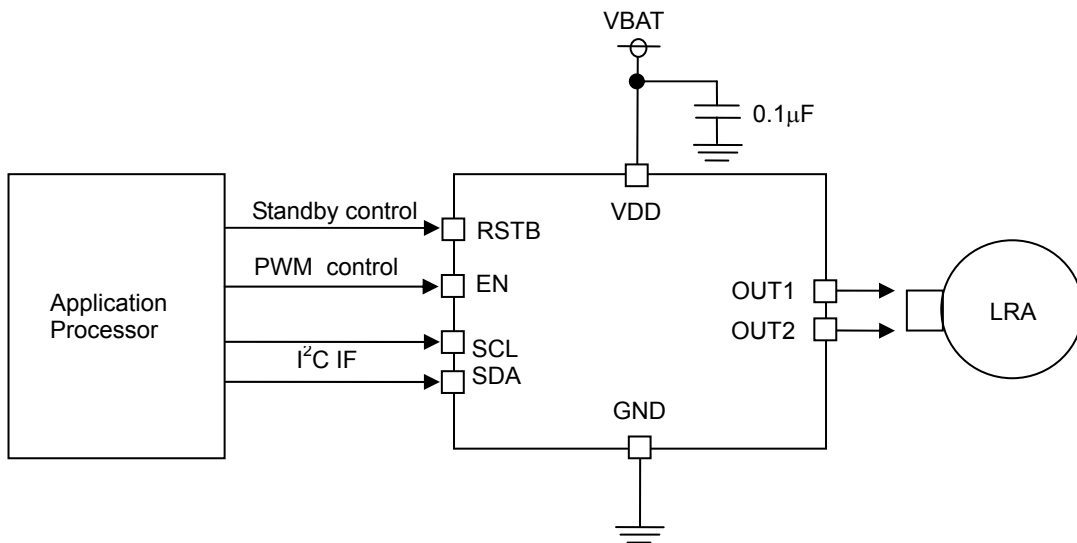 VBAT
0.1μF
VDD
Standby control
RSTB
PWM control
EN
Application
Processor
SCL
I²C IF
SDA
OUT1
OUT2
LRA
GND